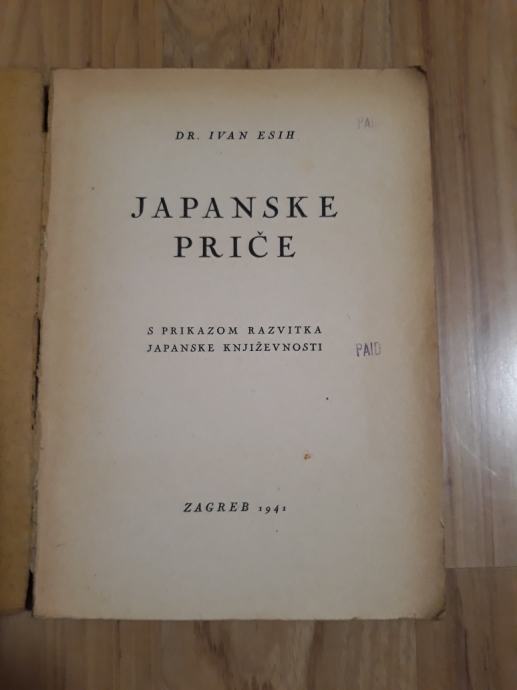 PAID
DR. IVAN ESIH
JAPANSKE
PRIČE
S PRIKAZOM RAZVITKA
JAPANSKE KNJIŽEVNOSTI
PAID
ZAGREB 1941